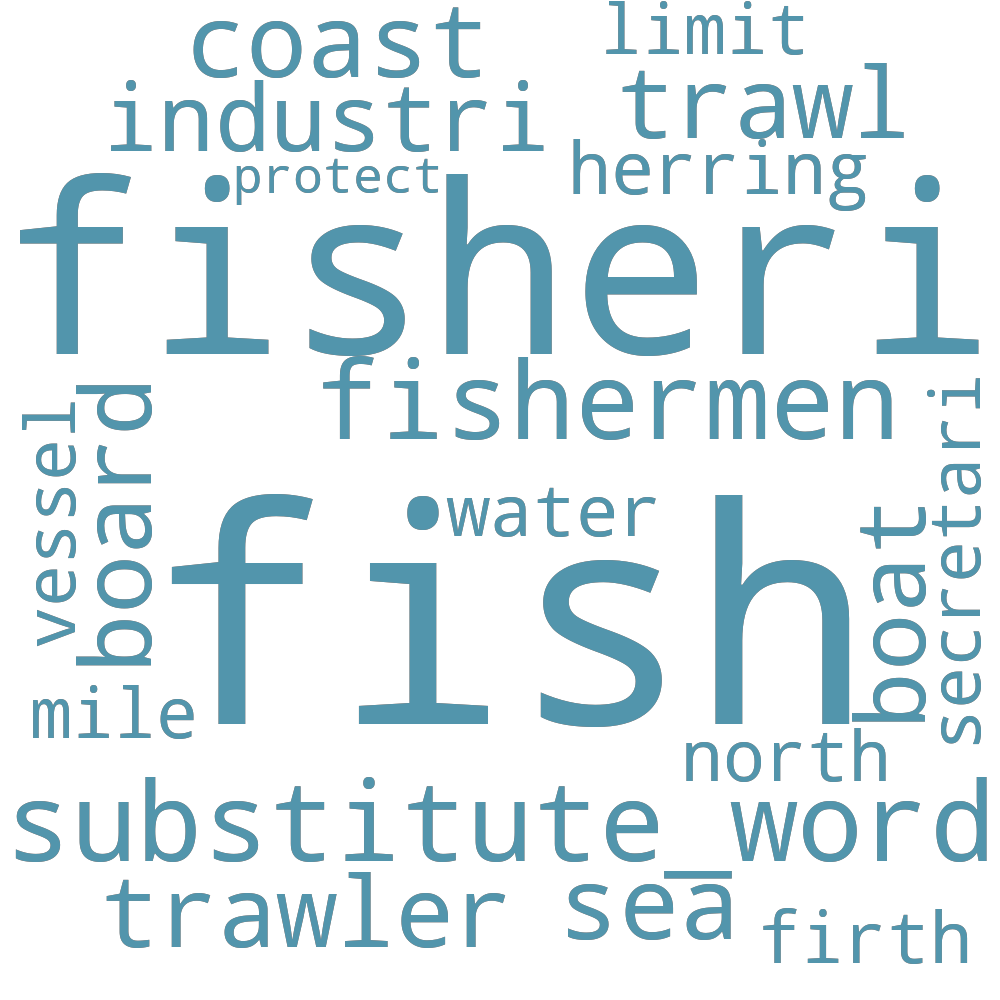 coast
limit
industri
trawl
protect
herring
fisheri
fishermen
vessel
board
water
fish
boat
secretari
mile
north
substitute_word
trawler
sea
firth